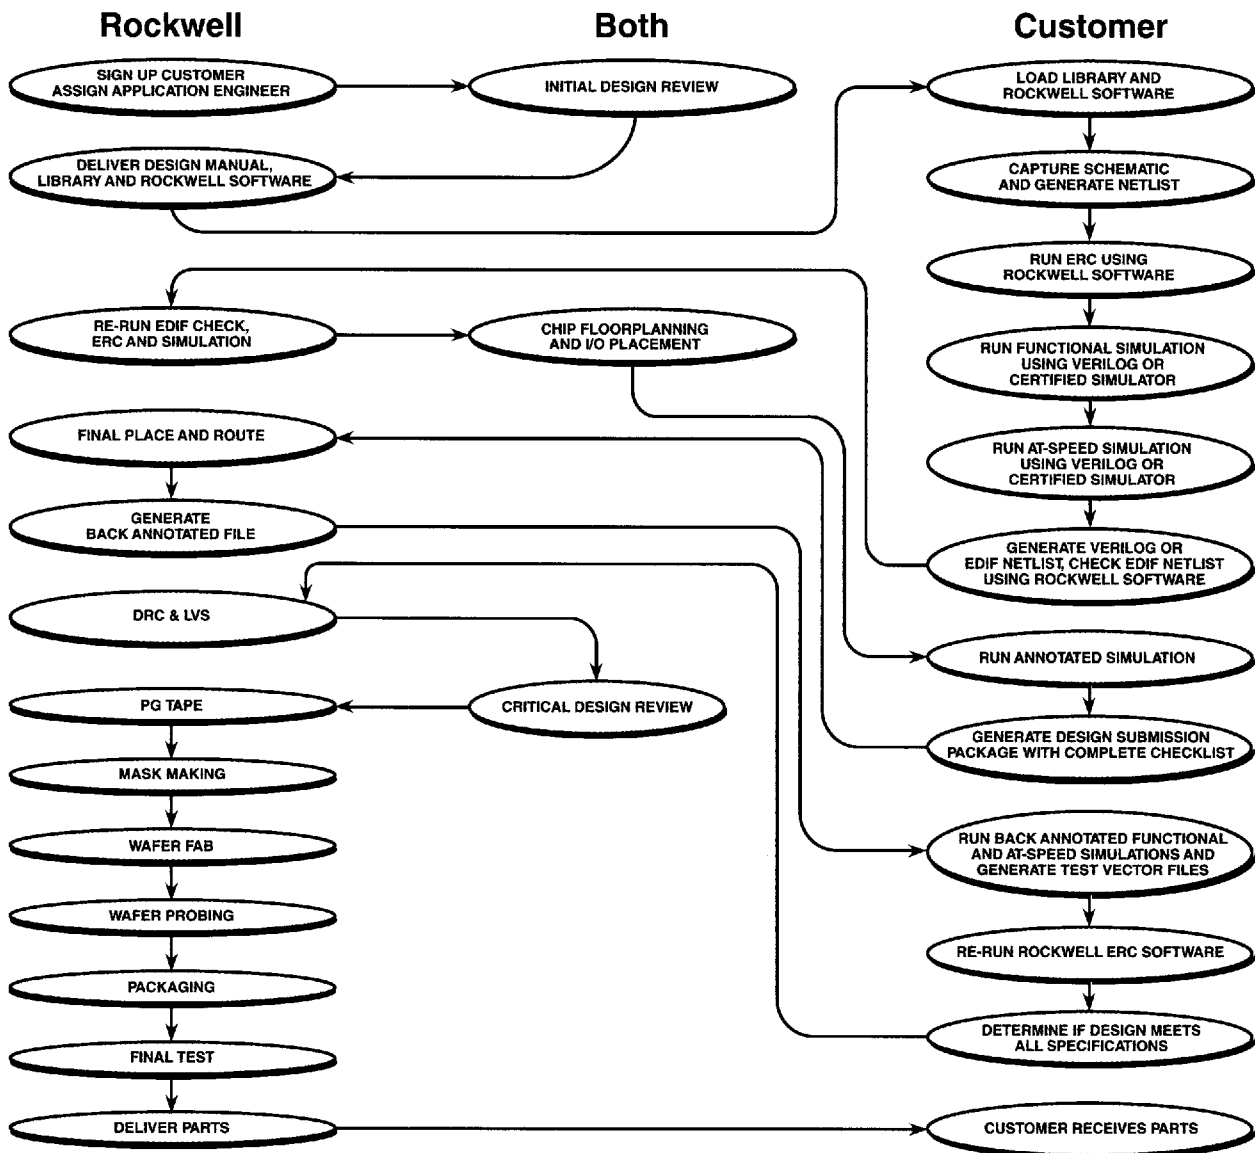 Rockwell
Both
Customer
SIGN UP CUSTOMER
ASSIGN APPLICATION ENGINEER
INITIAL DESIGN REVIEW
LOAD LIBRARY AND
ROCKWELL SOFTWARE
DELIVER DESIGN MANUAL,
LIBRARY AND ROCKWELL SOFTWARE
CAPTURE SCHEMATIC
AND GENERATE NETLIST
RUN ERC USING
ROCKWELL SOFTWARE
RE-RUN EDIF CHECK,
ERC AND SIMULATION
CHIP FLOORPLANNING
AND I/O PLACEMENT
RUN FUNCTIONAL SIMULATION
USING VERILOG OR
CERTIFIED SIMULATOR
FINAL PLACE AND ROUTE
RUN AT-SPEED SIMULATION
USING VERILOG OR
CERTIFIED SIMULATOR
GENERATE
BACK ANNOTATED FILE
GENERATE VERILOG OR
EDIF NETLIST, CHECK EDIF NETLIST
USING ROCKWELL SOFTWARE
DRC & LVS
RUN ANNOTATED SIMULATION
PG TAPE
CRITICAL DESIGN REVIEW
GENERATE DESIGN SUBMISSION
PACKAGE WITH COMPLETE CHECKLIST
MASK MAKING
WAFER FAB
RUN BACK ANNOTATED FUNCTIONAL
AND AT-SPEED SIMULATIONS AND
GENERATE TEST VECTOR FILES
WAFER PROBING
RE-RUN ROCKWELL ERC SOFTWARE
PACKAGING
DETERMINE IF DESIGN MEETS
ALL SPECIFICATIONS
FINAL TEST
DELIVER PARTS
CUSTOMER RECEIVES PARTS